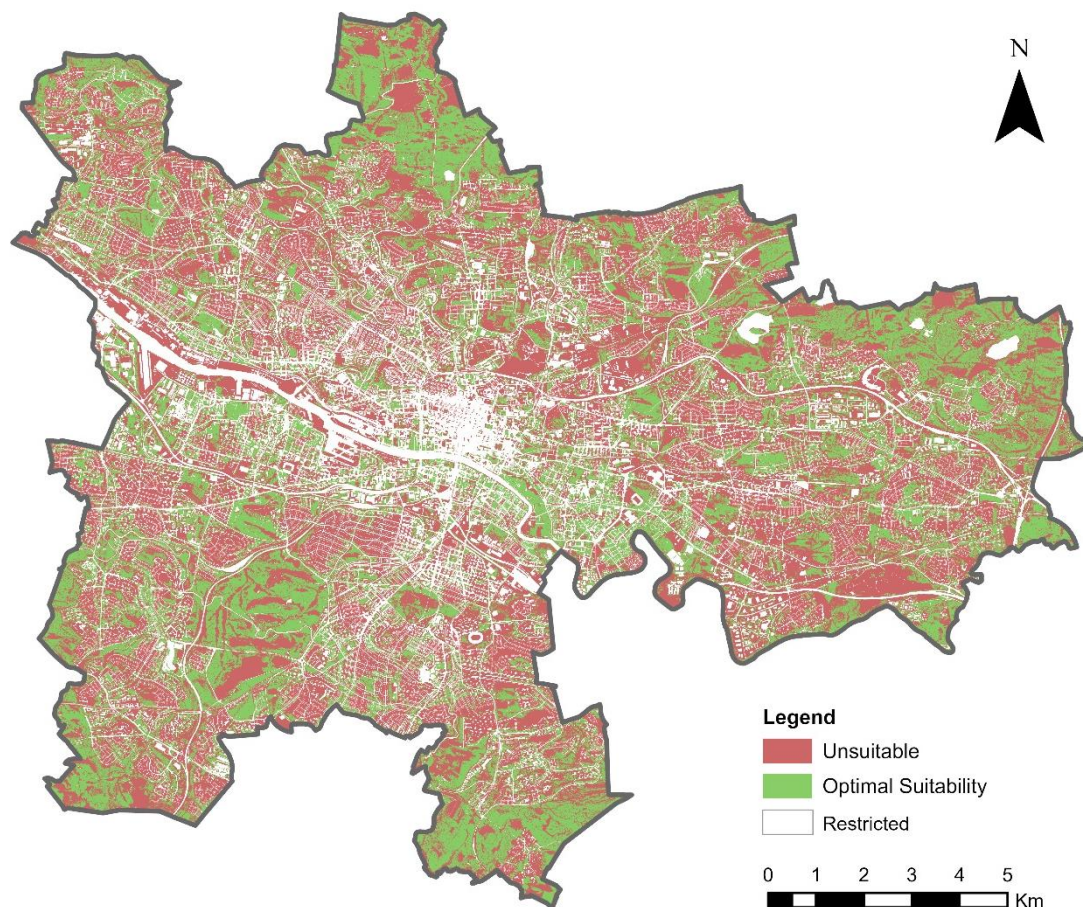 N
Legend
Unsuitable
Optimal Suitability
Restricted
0 1 2 3 4 5
Km